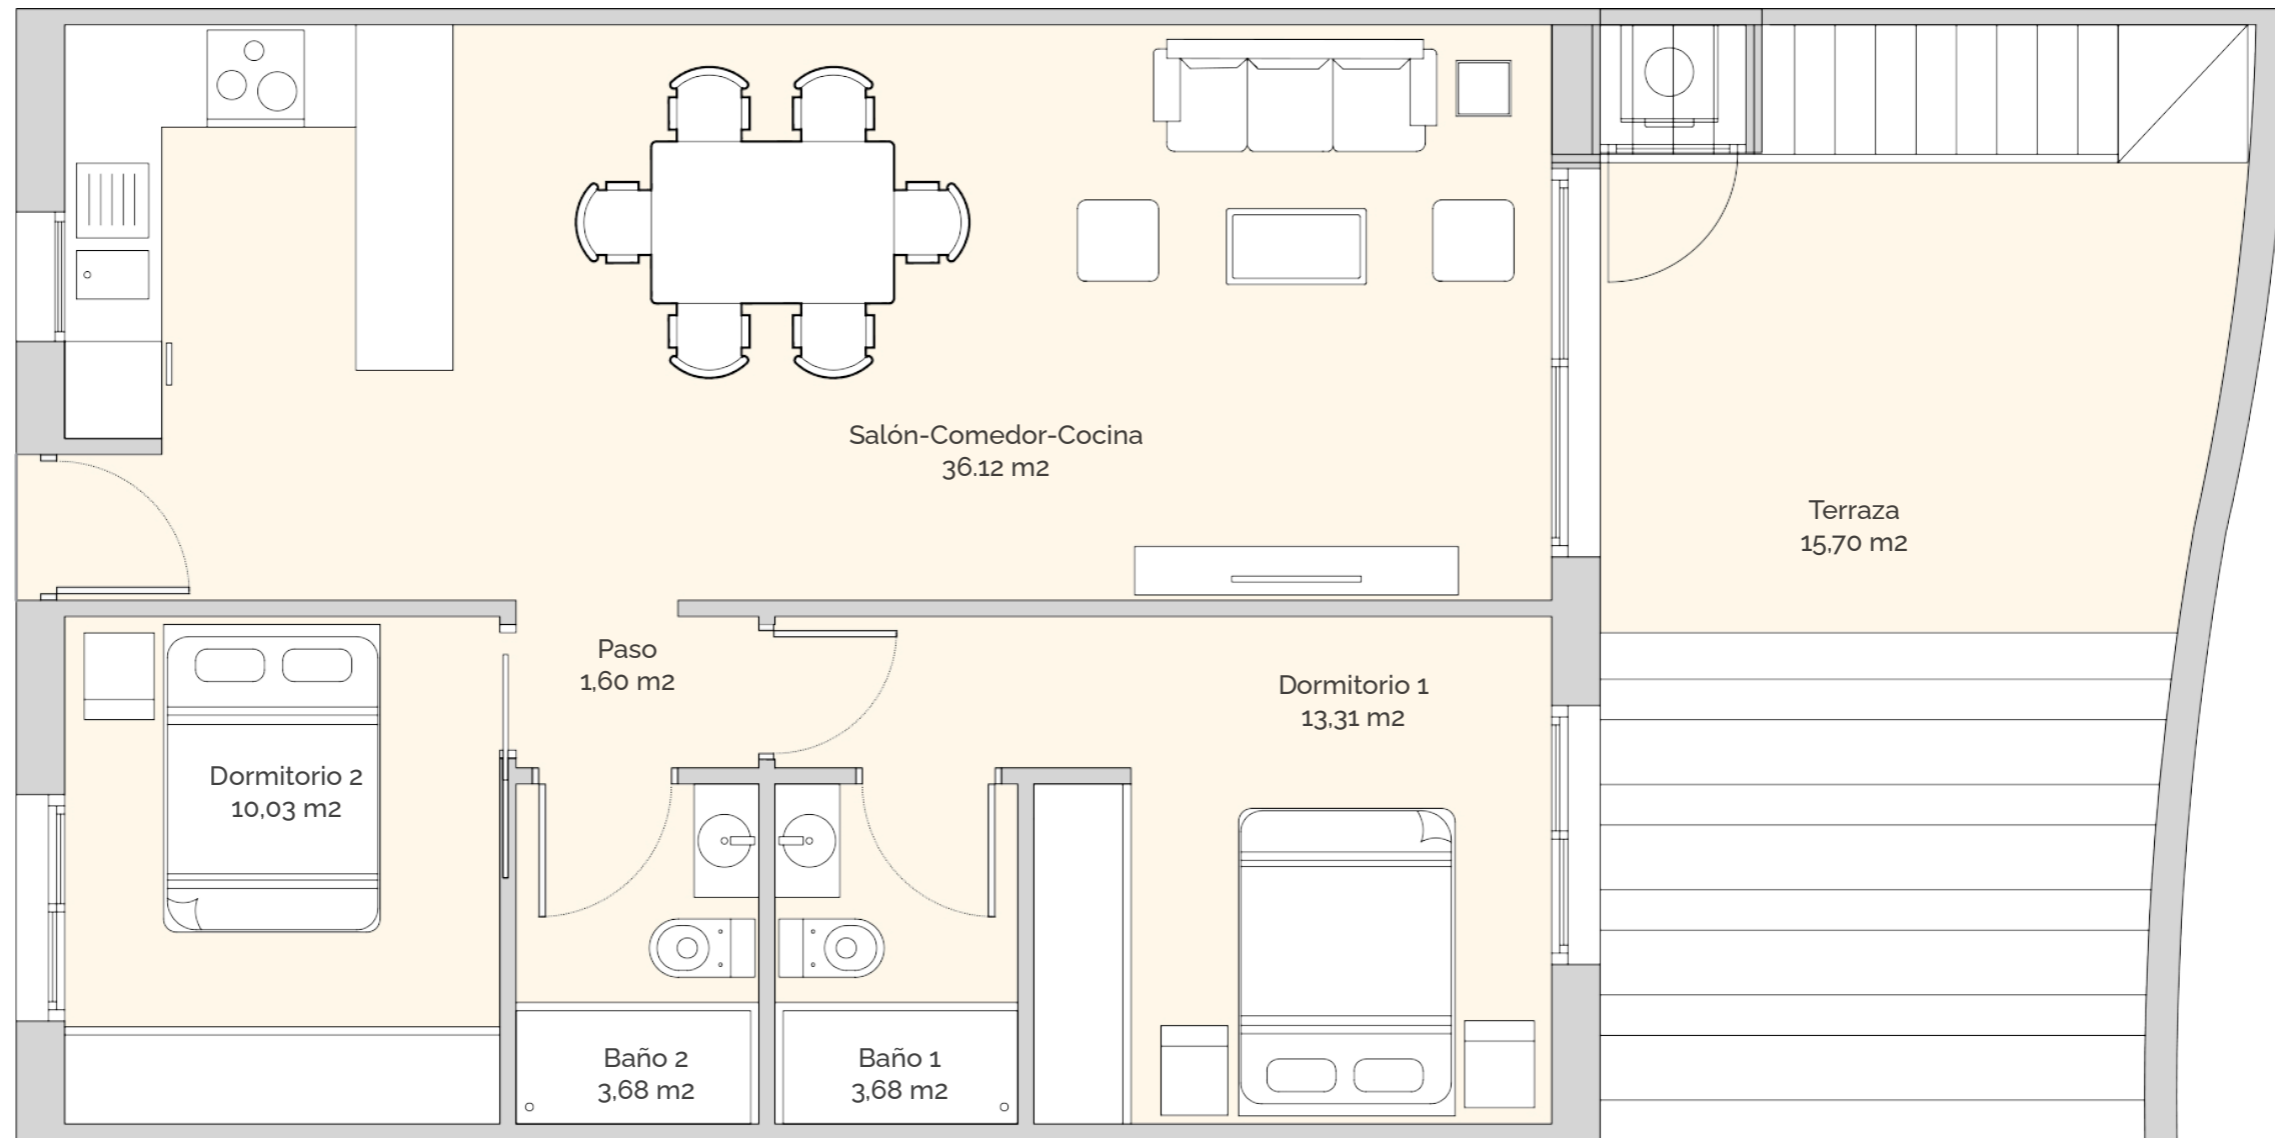 Salón-Comedor-Cocina
36.12 m2
Terraza
15,70 m2
Paso
1,60 m2
Dormitorio 1
13,31 m2
Dormitorio 2
10,03 m2
Baño 2
3,68 m2
Baño 1
3,68 m2